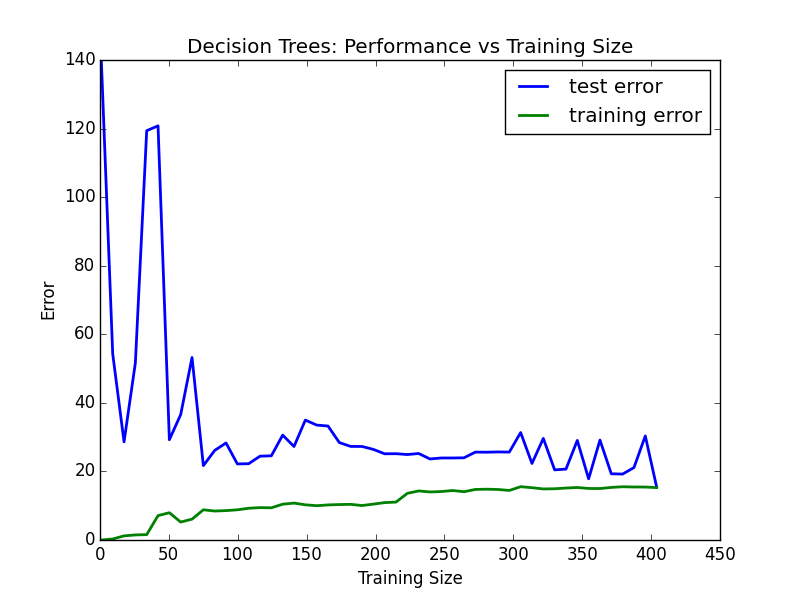 Decision Trees: Performance vs Training Size
test error
training error
140
120
100
80
60
40
20
0
Error
0 50 100 150 200 250 300 350 400 450
Training Size